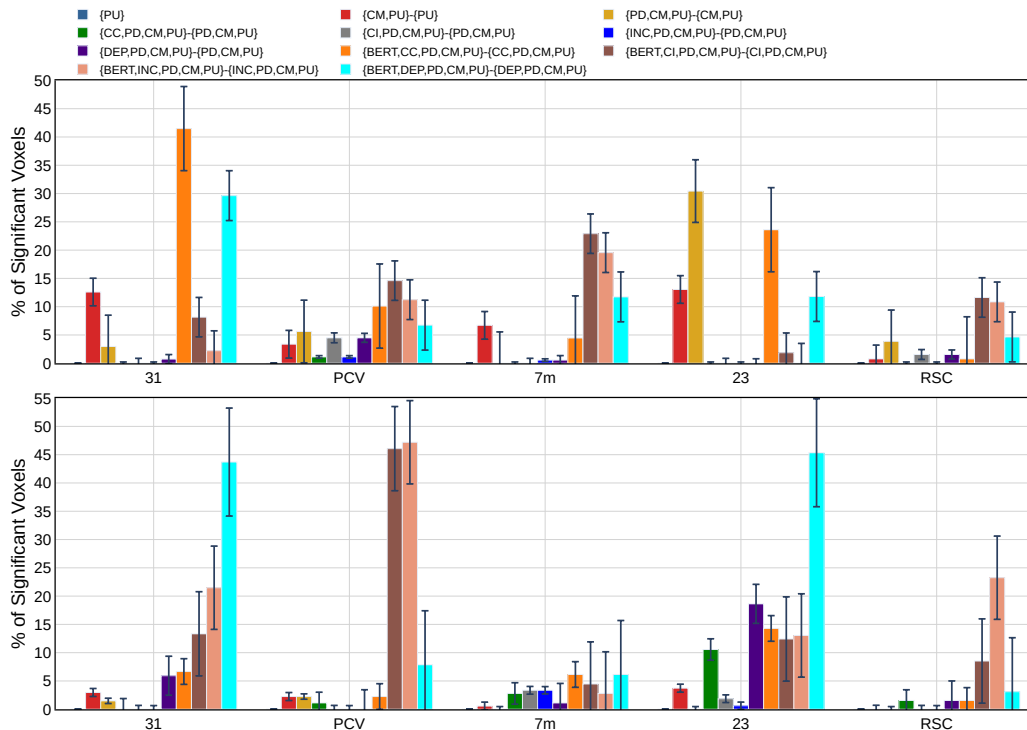 {PU} {CM,PU}-{PU} {PD,CM,PU}-{CM,PU}
{CC,PD,CM,PU}-{PD,CM,PU} {CI,PD,CM,PU}-{PD,CM,PU} {INC,PD,CM,PU}-{PD,CM,PU}
{DEP,PD,CM,PU}-{PD,CM,PU} {BERT,CC,PD,CM,PU}-{CC,PD,CM,PU} {BERT,CI,PD,CM,PU}-{CI,PD,CM,PU}
{BERT,INC,PD,CM,PU}-{INC,PD,CM,PU} {BERT,DEP,PD,CM,PU}-{DEP,PD,CM,PU}
% of Significant Voxels
50
45
40
35
30
25
20
15
10
5
0
31 PCV 7m 23 RSC
% of Significant Voxels
55
50
45
40
35
30
25
20
15
10
5
0
31 PCV 7m 23 RSC